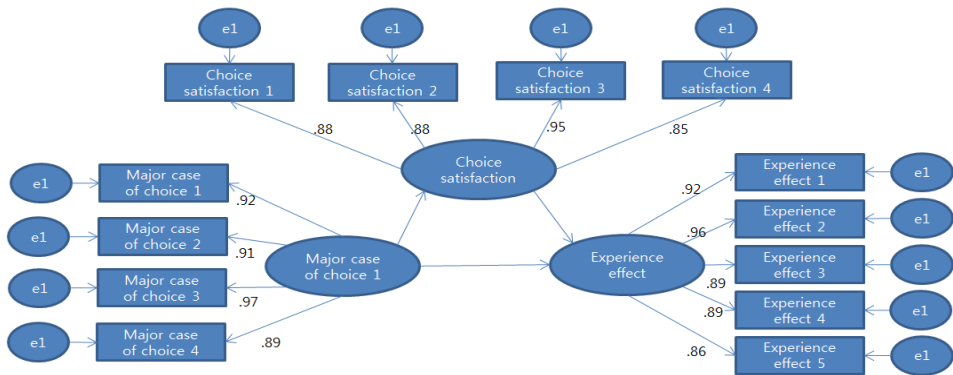 e1
e1
e1
e1
Choice
satisfaction 1
Choice
satisfaction 2
Choice
satisfaction 3
Choice
satisfaction 4
.88
.88
.95
.85
Choice
satisfaction
e1
Major case
of choice 1
.92
e1
Major case
of choice 2
.91
e1
Major case
of choice 3
.97
e1
Major case
of choice 4
.89
Major case
of choice 1
Experience
effect
.92
Experience
effect 1
e1
.96
Experience
effect 2
e1
.89
Experience
effect 3
e1
.89
Experience
effect 4
e1
.86
Experience
effect 5
e1